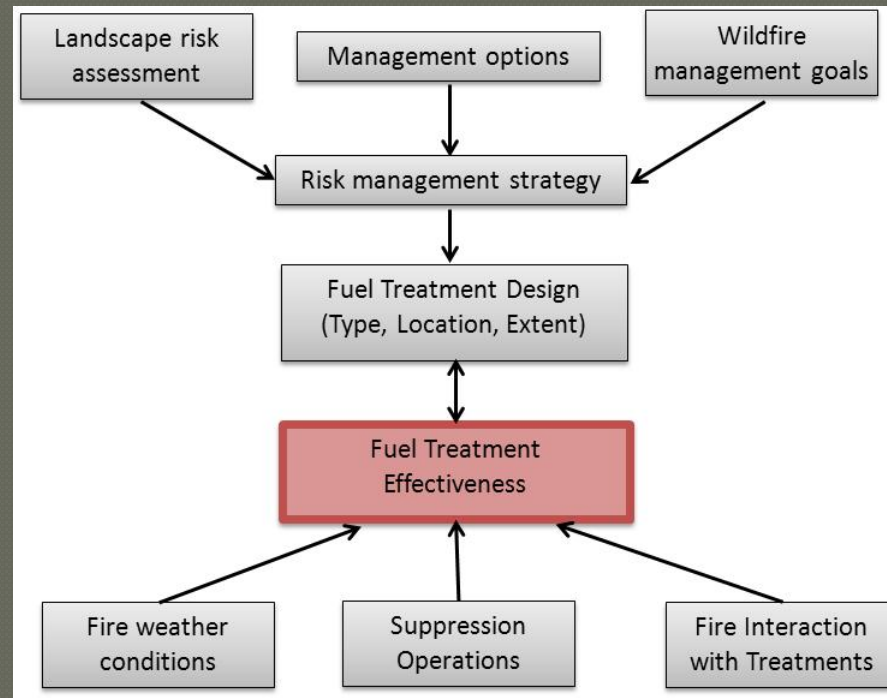 Landscape risk
assessment
Management options
Wildfire
management goals
Risk management strategy
Fuel Treatment Design
(Type, Location, Extent)
Fuel Treatment
Effectiveness
Fire weather
conditions
Suppression
Operations
Fire Interaction
with Treatments